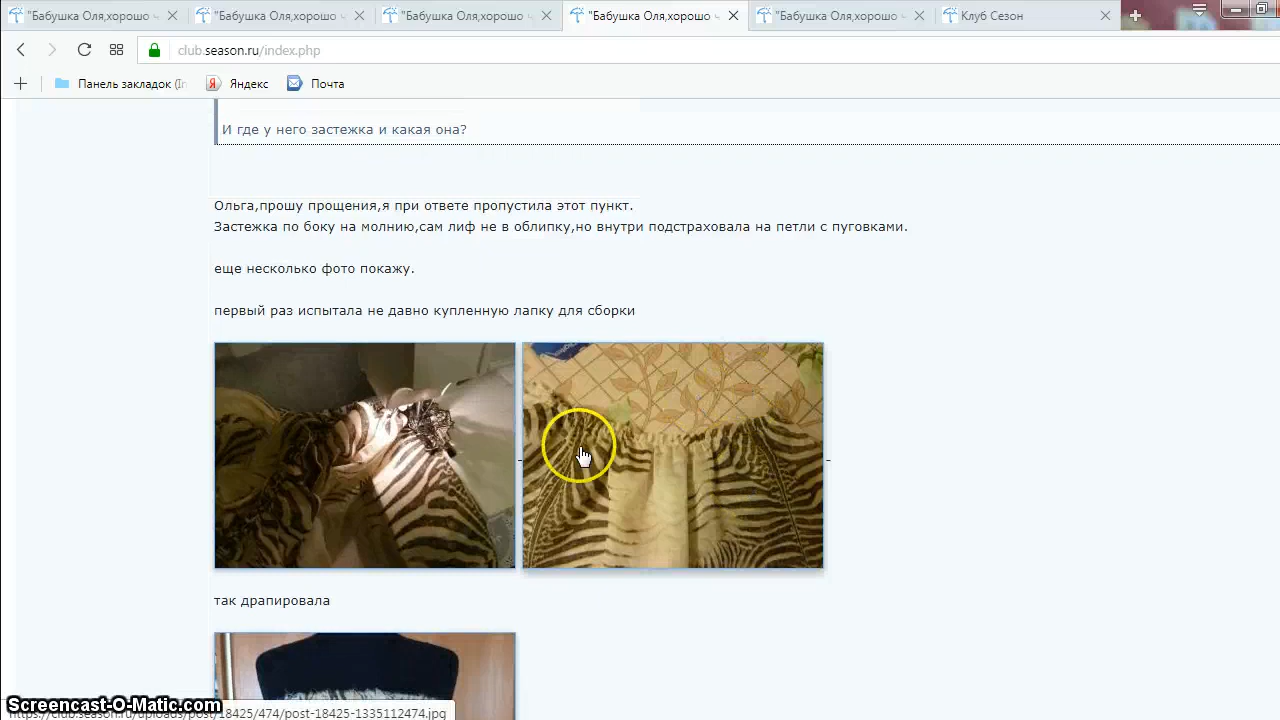 "Бабушка Оля,хорошо
"Бабушка Оля,хорошо
"Бабушка Оля,хорошо
"Бабушка Оля,хорошо
"Бабушка Оля,хорошо
Клуб Сезон
club.season.ru/index.php
Панель закладок (In
Яндекс
Почта
И где у него застежка и какая она?
Ольга,прошу прощения,я при ответе пропустила этот пункт.
Застежка по боку на молнию,сам лиф не в облипку,но внутри подстраховала на петли с пуговками.
еще несколько фото покажу.
первый раз испытала не давно купленную лапку для сборки
так драпировала
Screencast-O-Matic.com
https://club.season.ru/uploads/post/18425/474/post-18425-1335112474.jpg